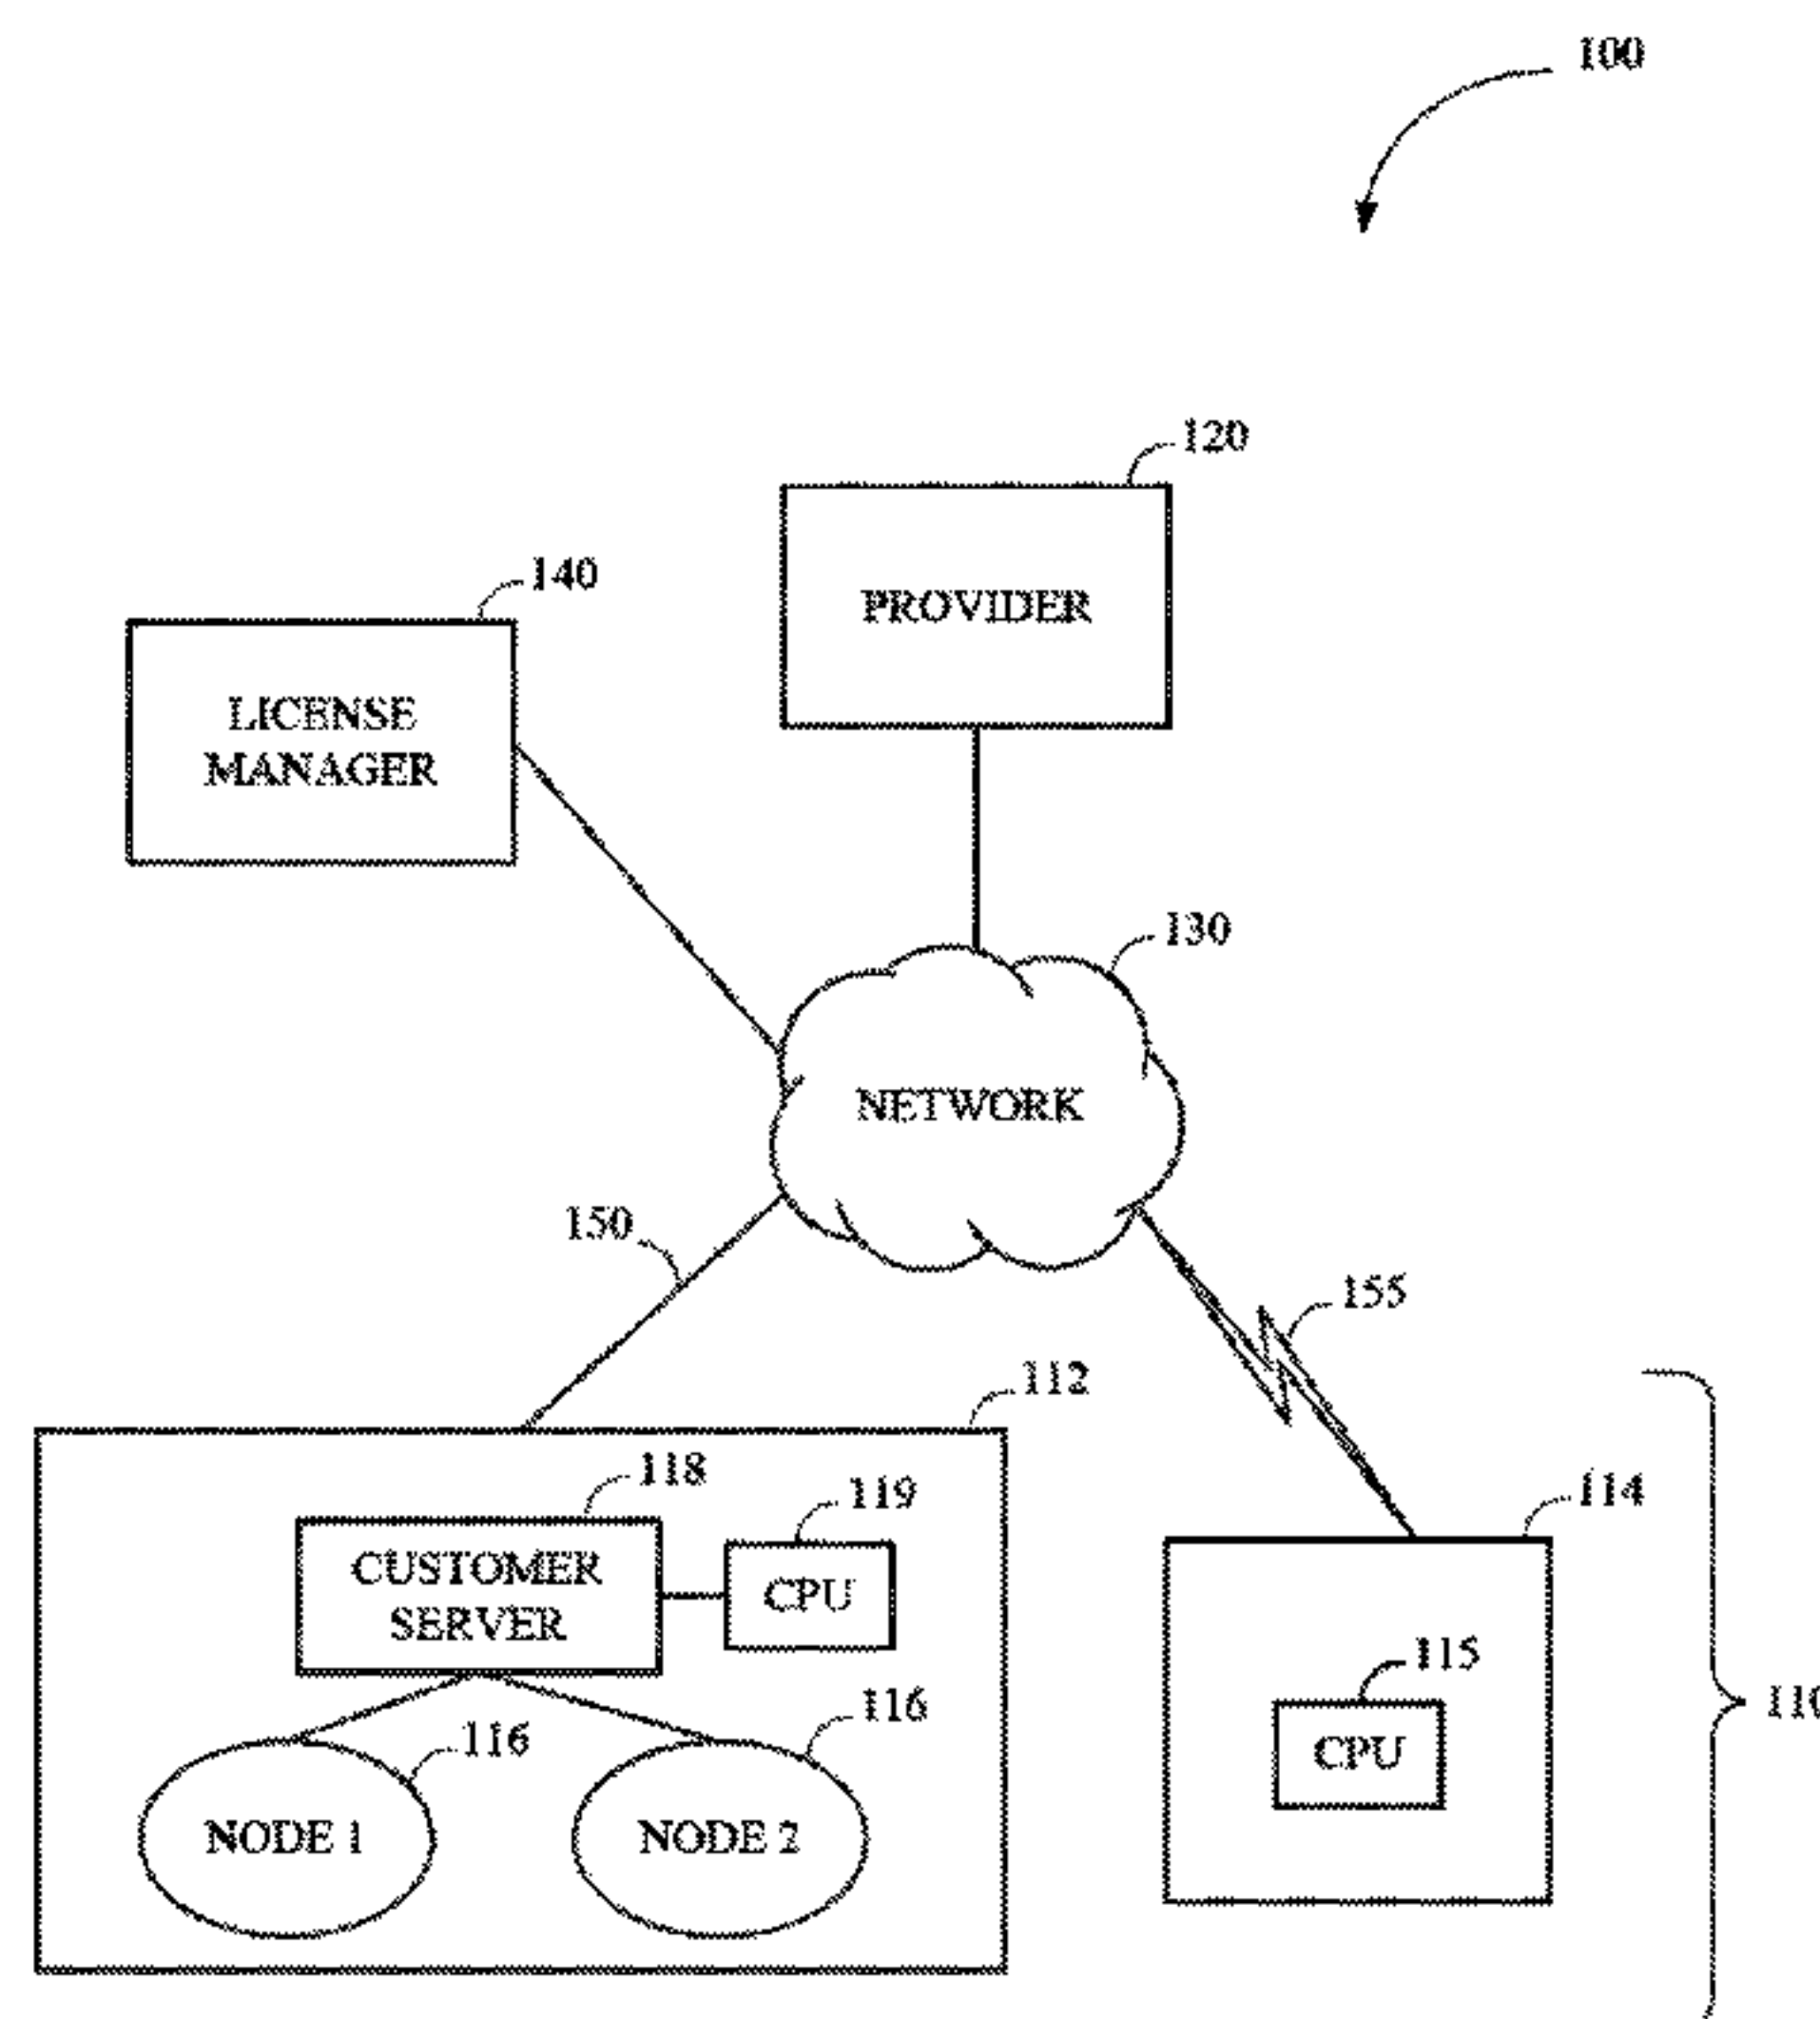 100
120
PROVIDER
140
LICENSE
MANAGER
130
NETWORK
150
155
112
118
119
114
CUSTOMER
SERVER
CPU
115
116
116
110
CPU
NODE 1
NODE 2